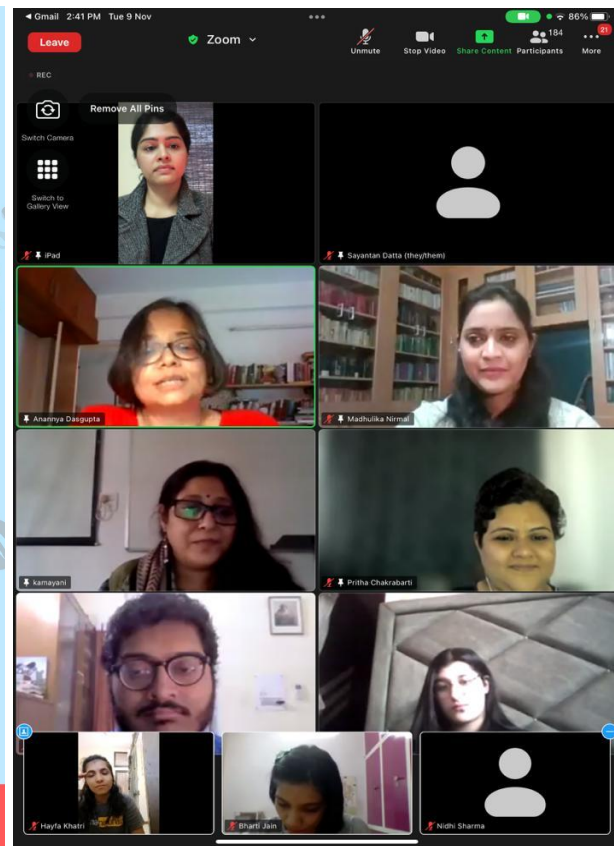 ◀ Gmail 2:41 PM Tue 9 Nov 86%
Leave
Zoom
Unmute
Stop Video
Share Content
184
Participants
21
More
REC
Switch Camera
Remove All Pins
Switch to
Gallery View
iPad
Sayantan Datta (they/them)
Anannya Dasgupta
Madhulika Nirmal
kamayani
Pritha Chakrabarti
Hayfa Khatri
Bharti Jain
Nidhi Sharma